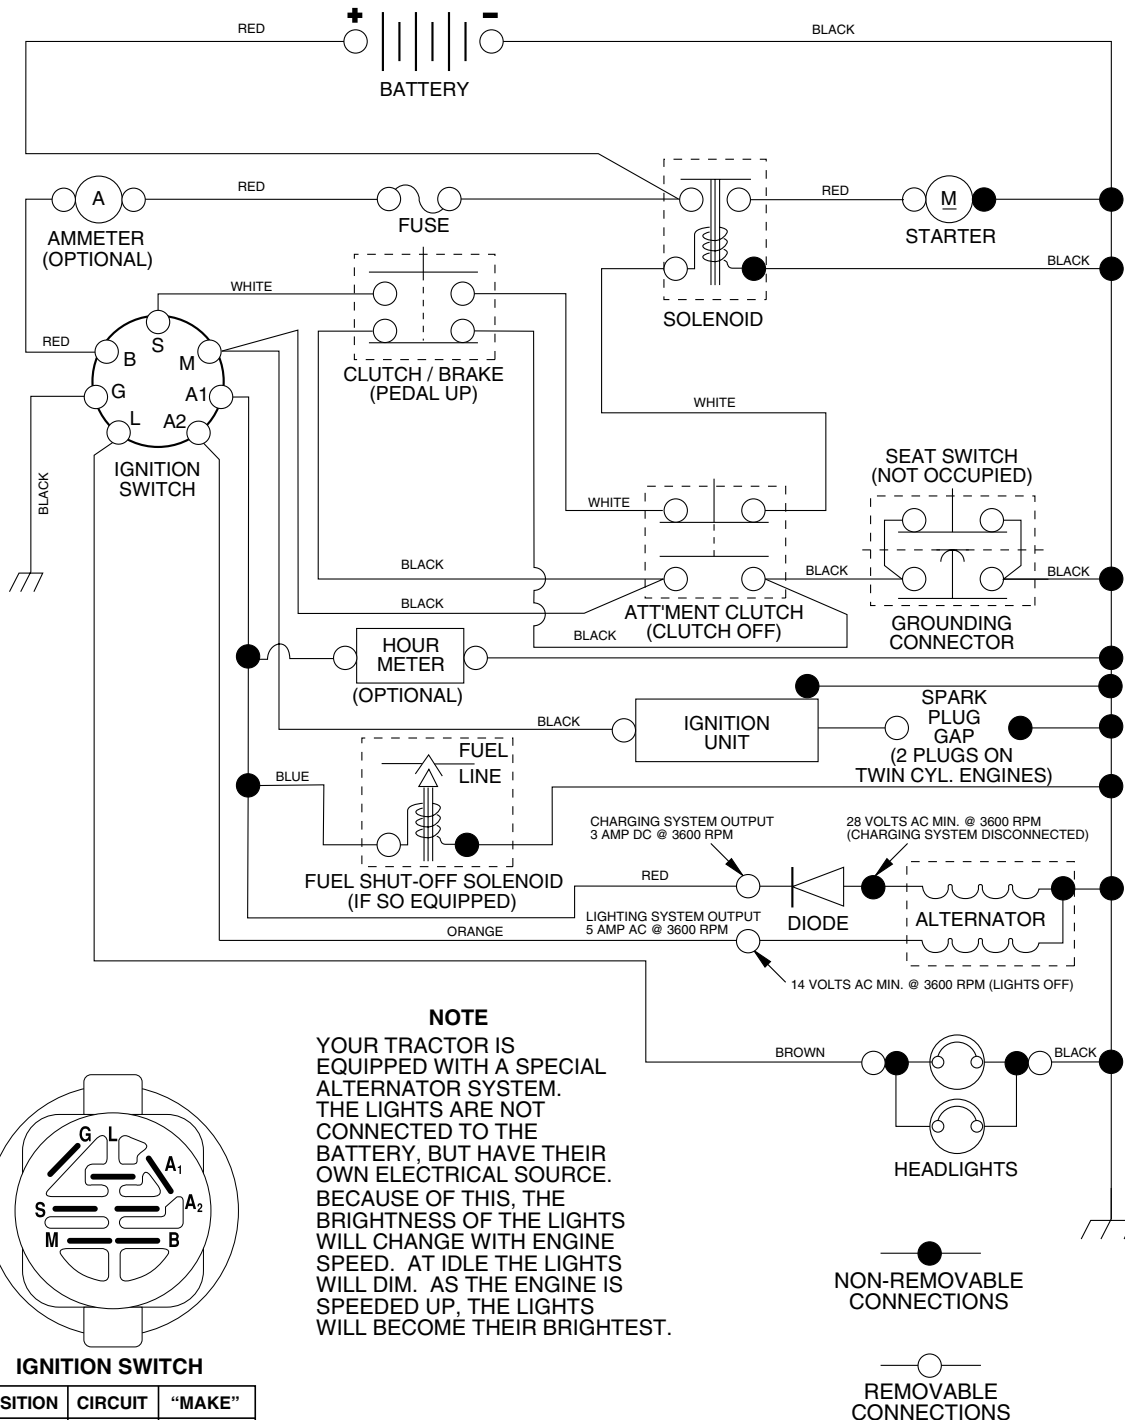 + -
RED
BLACK
BATTERY
A
RED
FUSE
RED
M
STARTER
AMMETER
(OPTIONAL)
BLACK
WHITE
SOLENOID
RED
S
B
M
CLUTCH / BRAKE
(PEDAL UP)
G
A1
L
A2
WHITE
IGNITION
SWITCH
BLACK
SEAT SWITCH
(NOT OCCUPIED)
WHITE
BLACK
BLACK
BLACK
BLACK
ATT'MENT CLUTCH
(CLUTCH OFF)
GROUNDING
CONNECTOR
BLACK
HOUR
METER
(OPTIONAL)
BLACK
IGNITION
UNIT
SPARK
PLUG
GAP
(2 PLUGS ON
TWIN CYL. ENGINES)
FUEL
LINE
BLUE
FUEL SHUT-OFF SOLENOID
(IF SO EQUIPPED)
CHARGING SYSTEM OUTPUT
3 AMP DC @ 3600 RPM
28 VOLTS AC MIN. @ 3600 RPM
(CHARGING SYSTEM DISCONNECTED)
RED
DIODE
ALTERNATOR
LIGHTING SYSTEM OUTPUT
5 AMP AC @ 3600 RPM
ORANGE
14 VOLTS AC MIN. @ 3600 RPM (LIGHTS OFF)
NOTE
YOUR TRACTOR IS
EQUIPPED WITH A SPECIAL
ALTERNATOR SYSTEM.
THE LIGHTS ARE NOT
CONNECTED TO THE
BATTERY, BUT HAVE THEIR
OWN ELECTRICAL SOURCE.
BECAUSE OF THIS, THE
BRIGHTNESS OF THE LIGHTS
WILL CHANGE WITH ENGINE
SPEED. AT IDLE THE LIGHTS
WILL DIM. AS THE ENGINE IS
SPEEDED UP, THE LIGHTS
WILL BECOME THEIR BRIGHTEST.
BROWN
BLACK
HEADLIGHTS
G L
A1
S
A2
M
B
IGNITION SWITCH
SITION CIRCUIT "MAKE"
NON-REMOVABLE
CONNECTIONS
REMOVABLE
CONNECTIONS